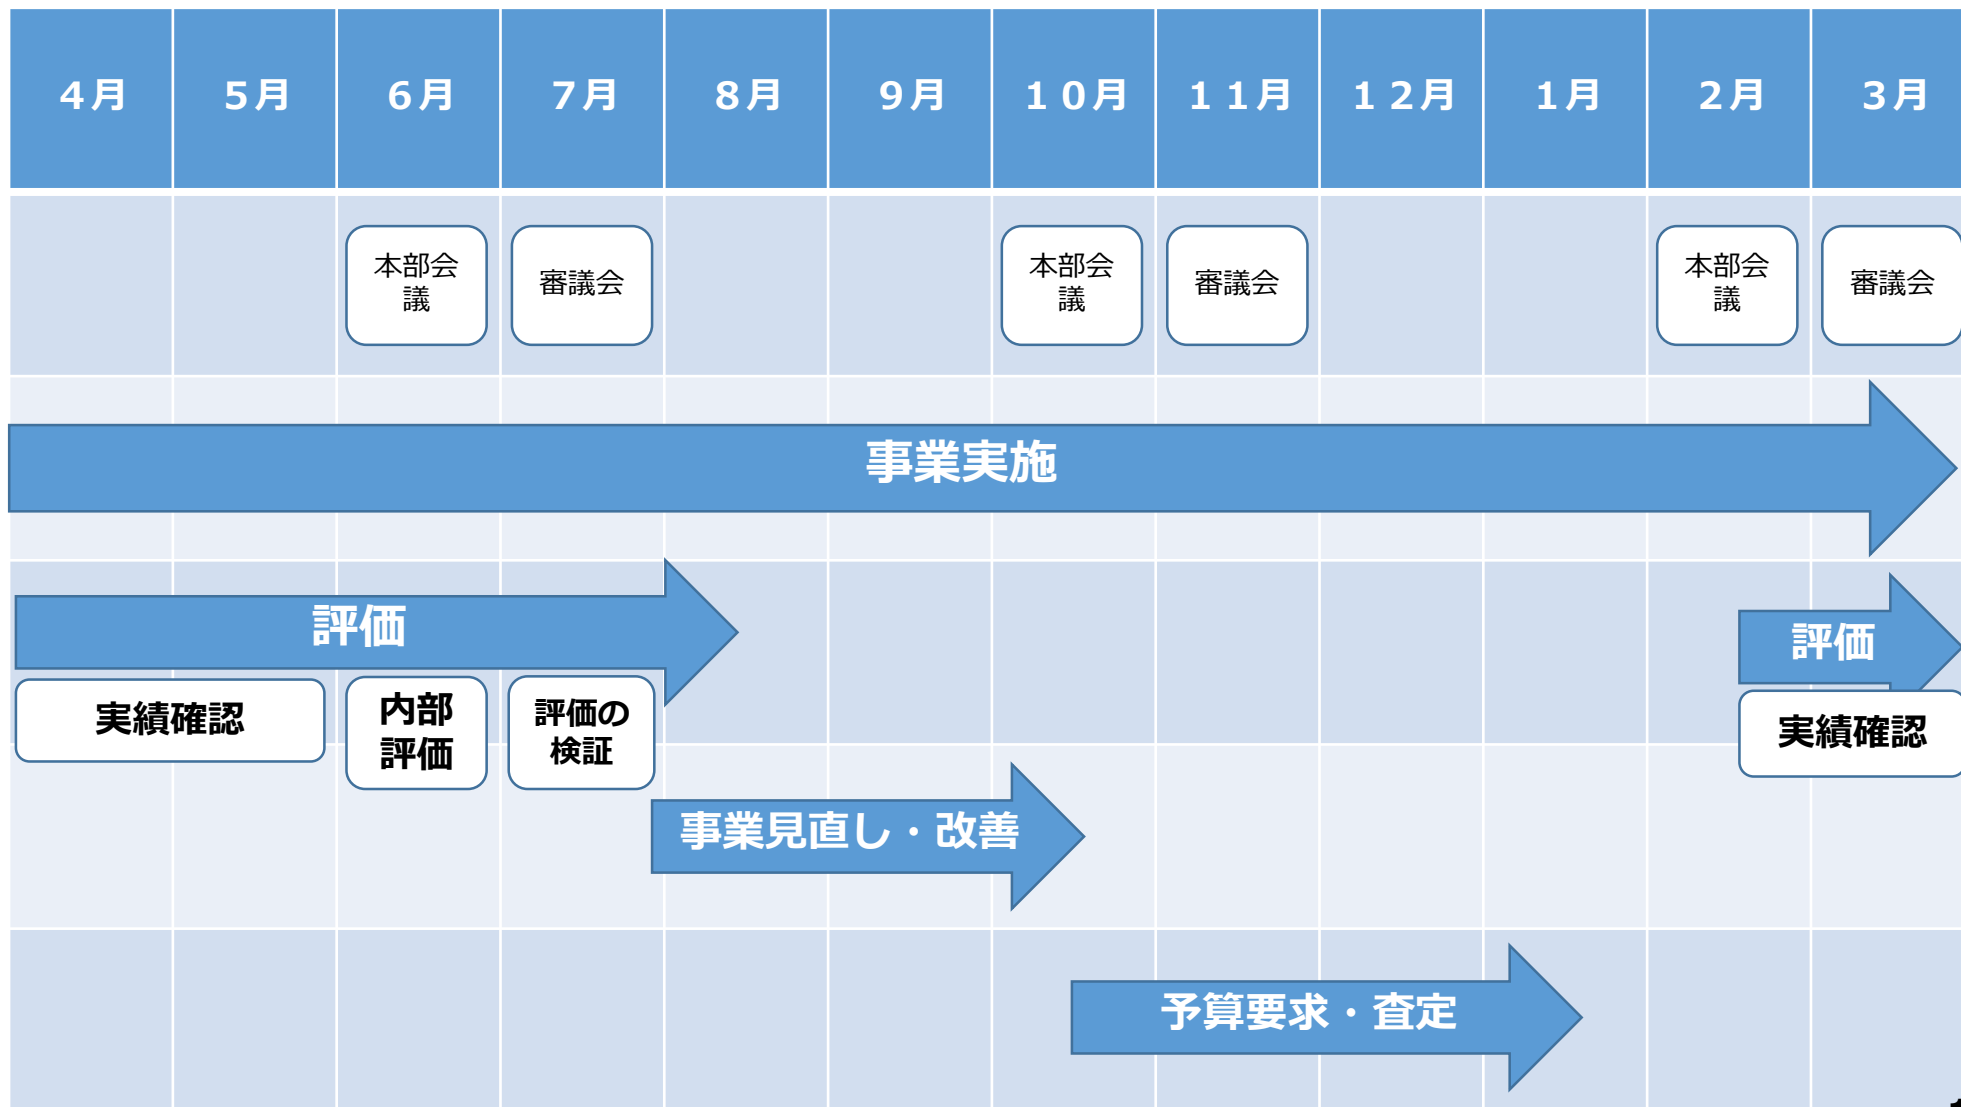 ４月 ５月 ６月 ７月 ８月 ９月 １０月 １１月 １２月 １月 ２月 ３月
本部会
議
審議会
本部会
議
審議会
本部会
議
審議会
事業実施
評価
評価
実績確認
内部
評価
評価の
検証
実績確認
事業見直し・改善
予算要求・査定